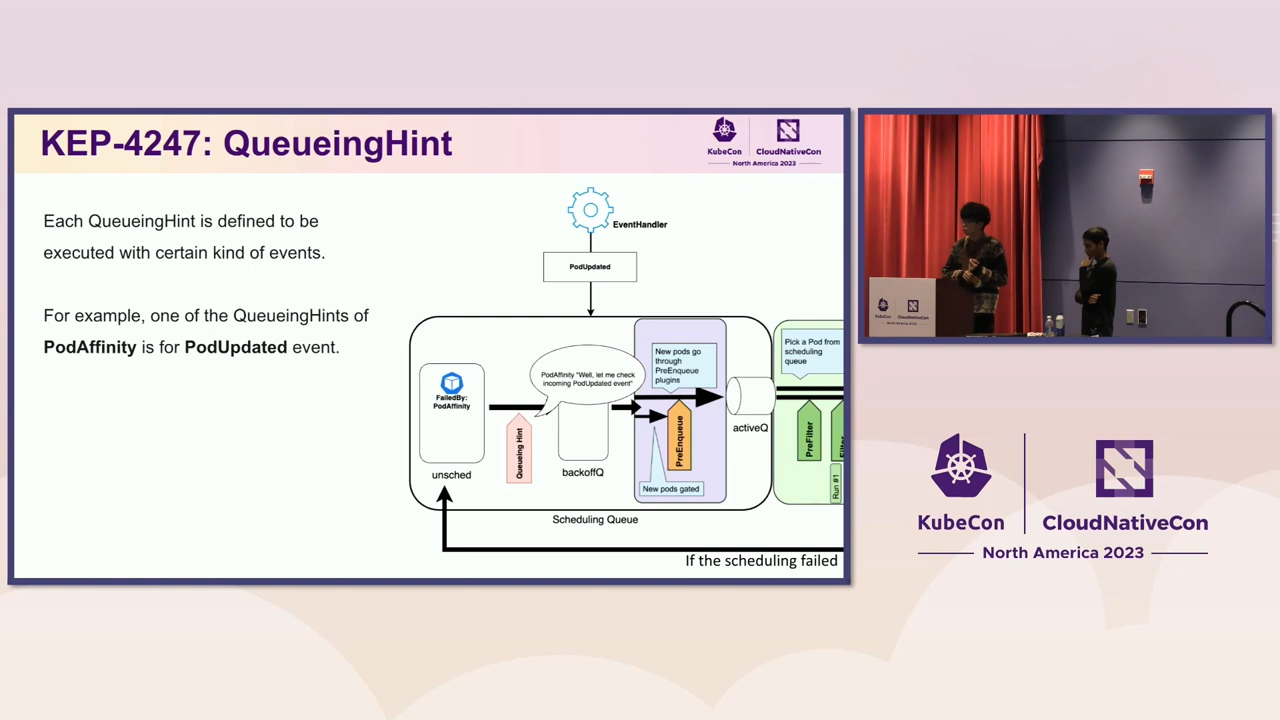 KEP-4247: QueueingHint
KubeCon
CloudNativeCon
North America 2023
Each QueueingHint is defined to be
executed with certain kind of events.
For example, one of the QueueingHints of
PodAffinity is for PodUpdated event.
EventHandler
PodUpdated
FailedBy:
PodAffinity
unsched
Queueing Hint
PodAffinity "Well, let me check
incoming PodUpdated event"
backoffQ
New pods go
through
PreEnqueue
plugins
PreEnqueue
New pods gated
activeQ
Pick a Pod from
scheduling
queue
PreFilter
Filter
Run #1
Scheduling Queue
If the scheduling failed
KubeCon
CloudNativeCon
North America 2023